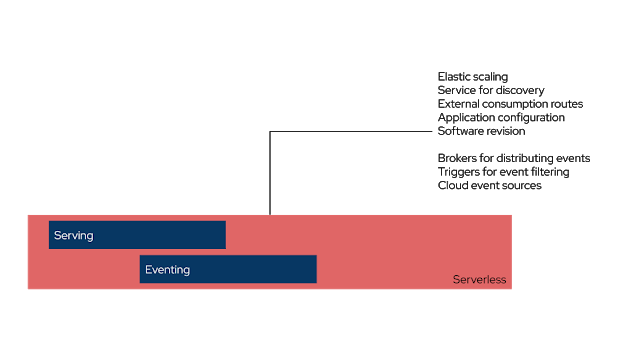 Elastic scaling
Service for discovery
External consumption routes
Application configuration
Software revision
Brokers for distributing events
Triggers for event filtering
Cloud event sources
Serving
Eventing
Serverless